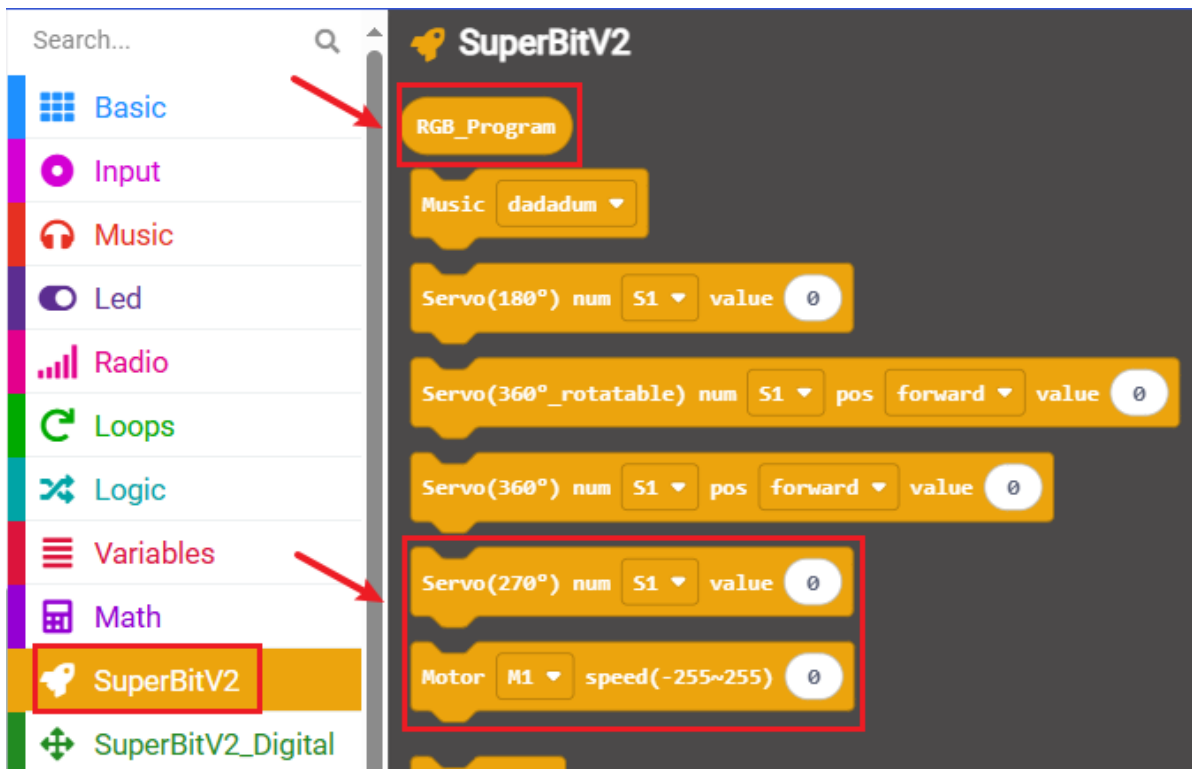 Search...
Basic
Input
Music
Led
Radio
Loops
Logic
Variables
Math
SuperBitV2
SuperBitV2_Digital
SuperBitV2
RGB_Program
Music dadadum
Servo(180°) num S1 value 0
Servo(360°_rotatable) num S1 pos forward value 0
Servo(360°) num S1 pos forward value 0
Servo(270°) num S1 value 0
Motor M1 speed(-255~255) 0